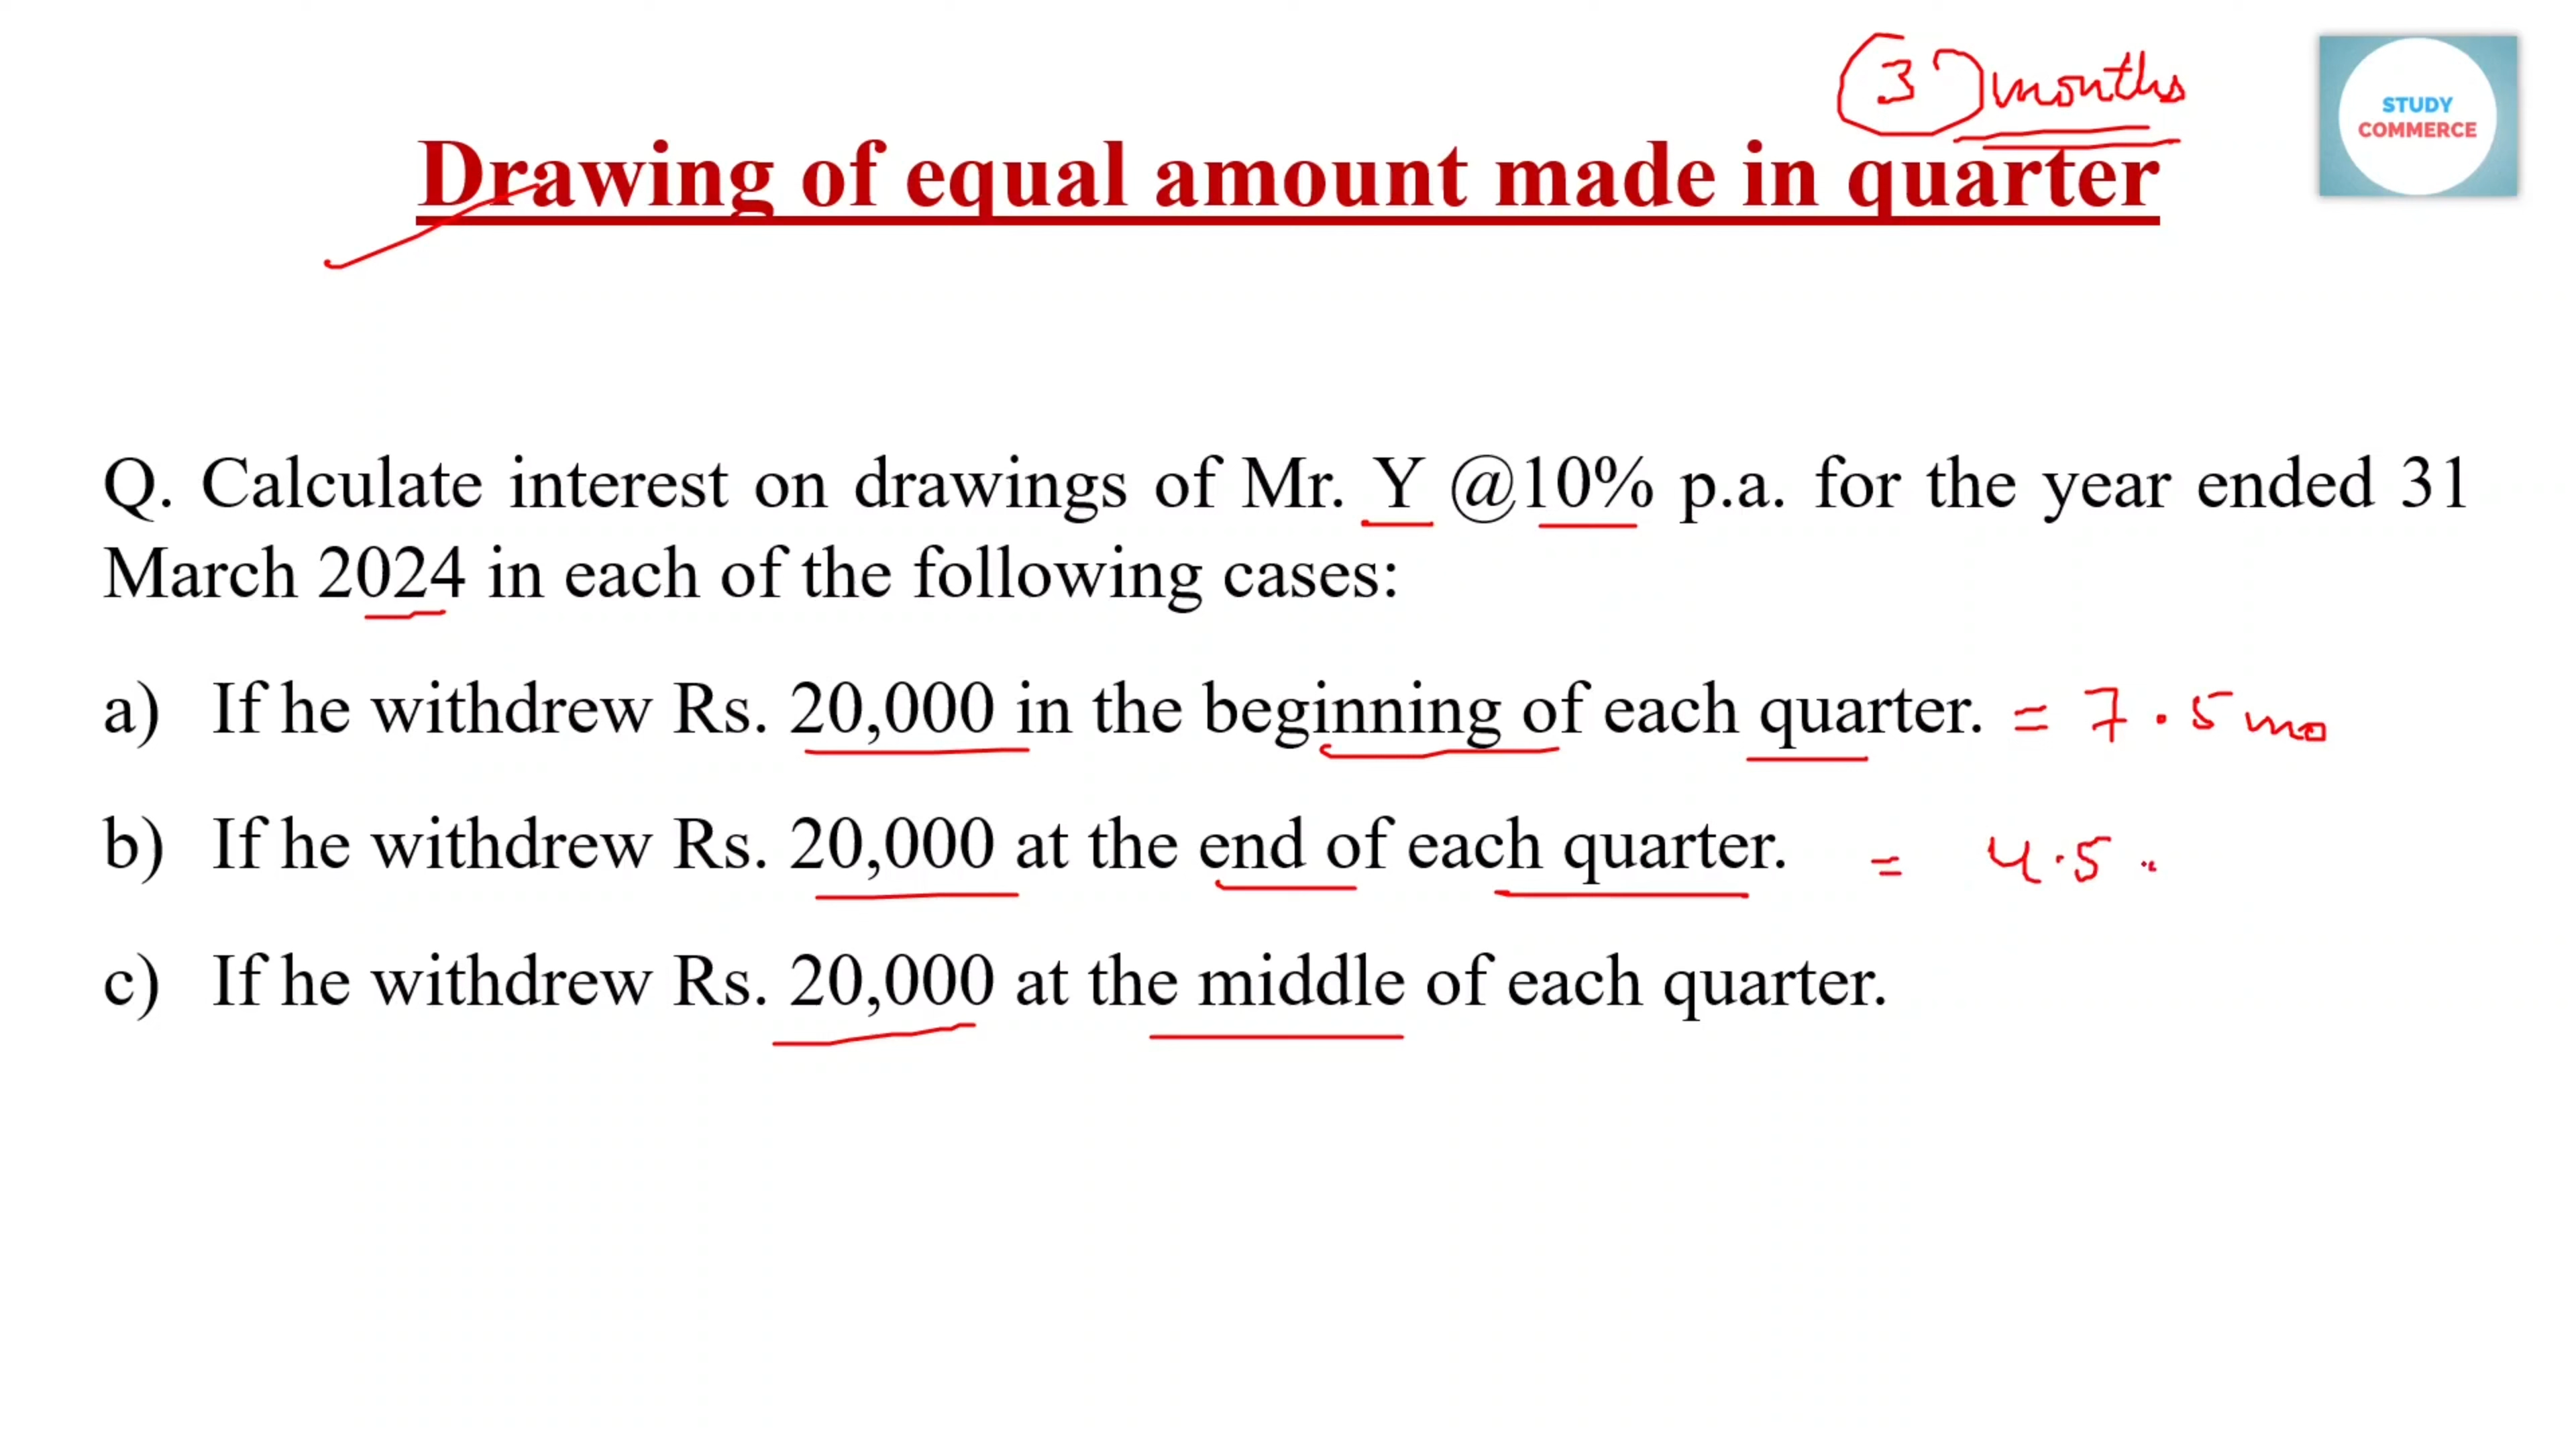 3 months
STUDY
COMMERCE
Drawing of equal amount made in quarter
Q. Calculate interest on drawings of Mr. Y @10% p.a. for the year ended 31
March 2024 in each of the following cases:
a) If he withdrew Rs. 20,000 in the beginning of each quarter. = 7.5 mo
b) If he withdrew Rs. 20,000 at the end of each quarter. = 4.5
c) If he withdrew Rs. 20,000 at the middle of each quarter.